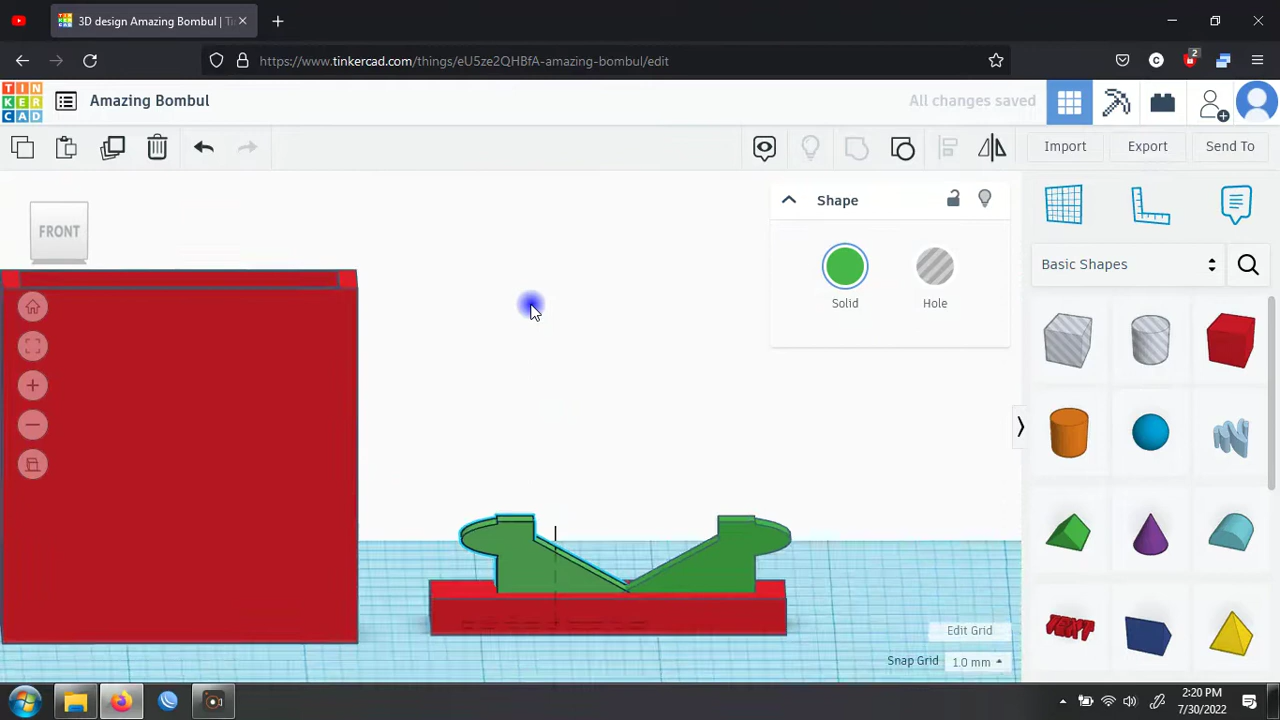 3D design Amazing Bombul | Ti
https://www.tinkercad.com/things/eU5ze2QHBfA-amazing-bombul/edit
2
TIN
KER
CAD
Amazing Bombul
All changes saved
Import
Export
Send To
FRONT
Shape
Solid
Hole
Basic Shapes
TEXT
Edit Grid
Snap Grid
1.0 mm
2:20 PM
7/30/2022